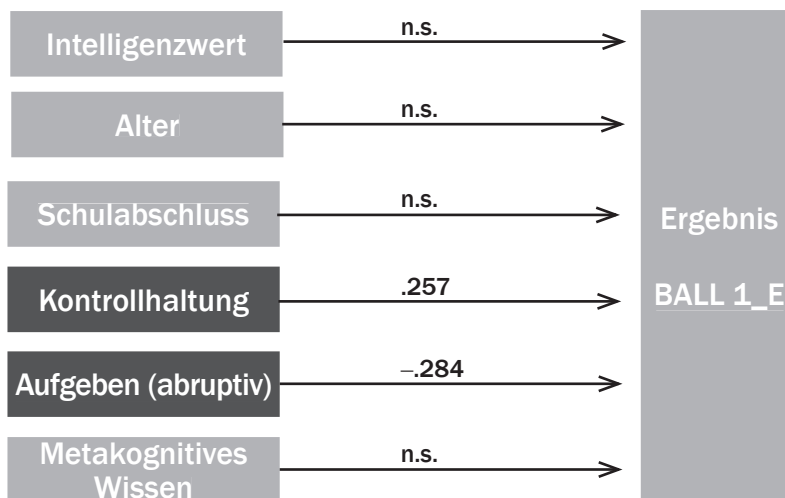 Intelligenzwert
n.s.
Alter
n.s.
Schulabschluss
n.s.
Ergebnis
Kontrollhaltung
.257
BALL 1_E
Aufgeben (abruptiv)
–.284
Metakognitives
Wissen
n.s.